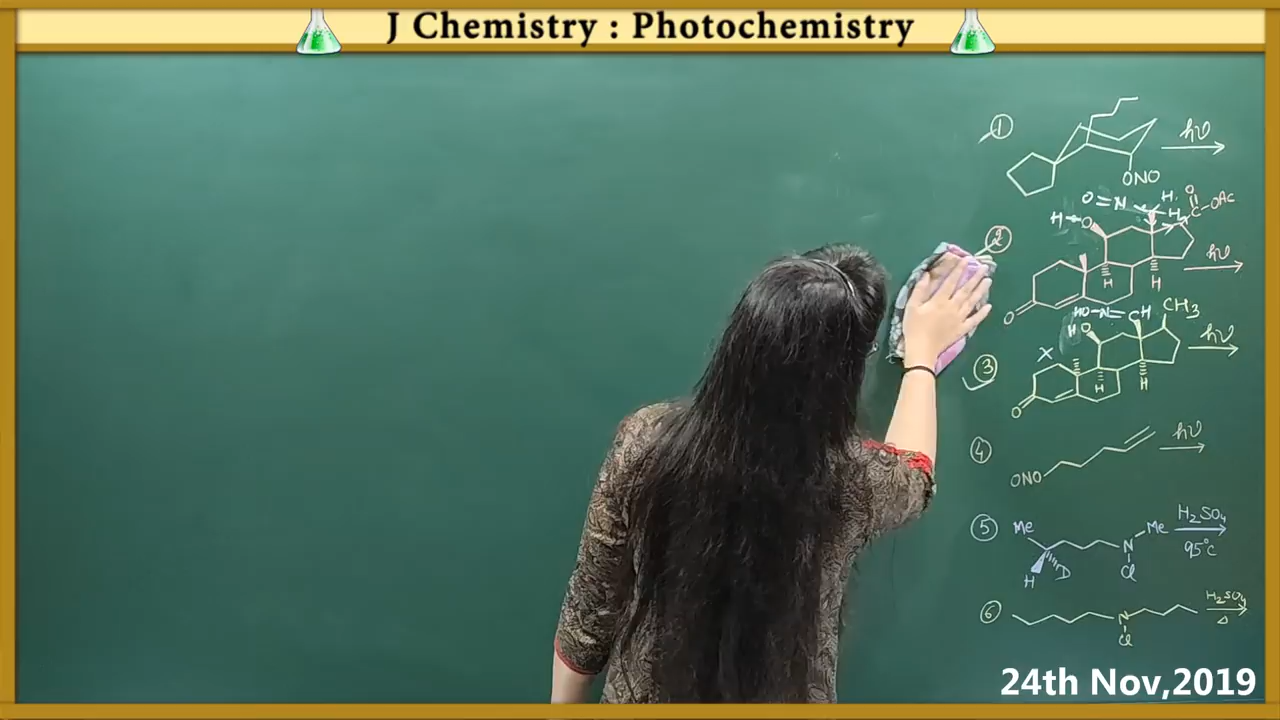 J Chemistry : Photochemistry
1
hν
ONO
O=N
H
H
H-O
O
C-OAc
2
hν
H
H
O
CH3
HO-N=CH
H O
hν
X
3
H
H
O
4
hν
ONO
5
Me
N
Me
Cl
H
D
H2SO4
95°C
6
N
Cl
H2SO4
Δ
24th Nov,2019